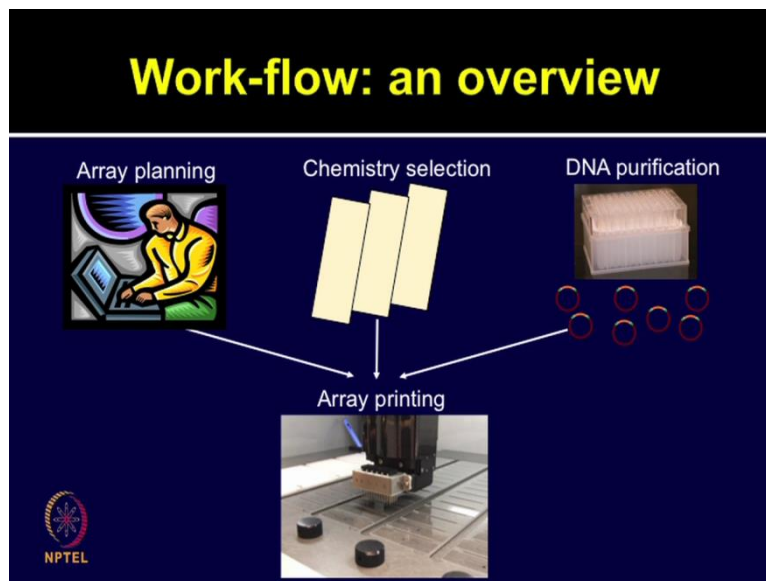 Work-flow: an overview
Array planning
Chemistry selection
DNA purification
Array printing
NPTEL